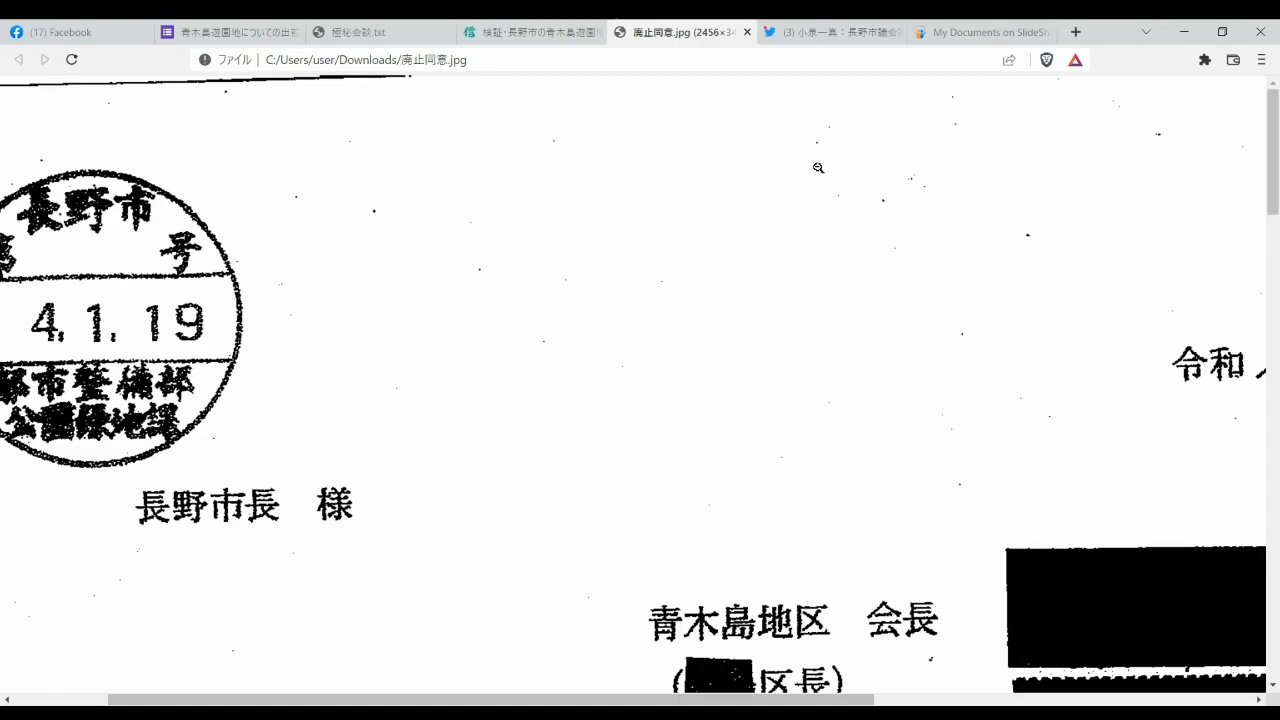 (17) Facebook
青木島遊園地についての出前
極秘会談.txt
検証・長野市の青木島遊園
廃止同意.jpg (2456×34
(3) 小泉一真:長野市議会
My Documents on SlideSh
ファイル | C:/Users/user/Downloads/廃止同意.jpg
長野市
号
4. 1. 19
都市整備部
公園緑地課
令和
長野市長 様
青木島地区 会長
( 区長)